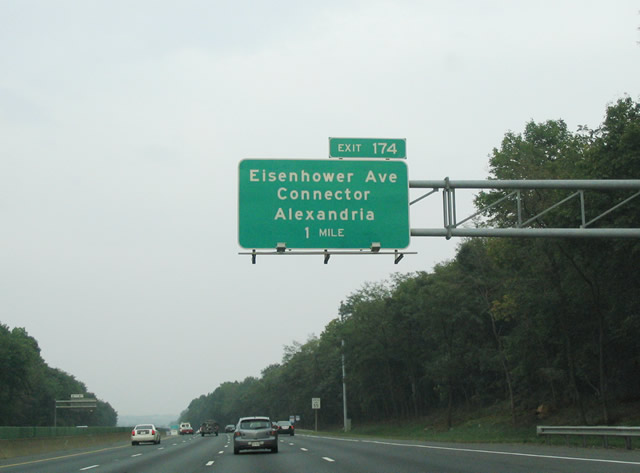 EXIT 174
Eisenhower Ave
Connector
Alexandria
1 MILE